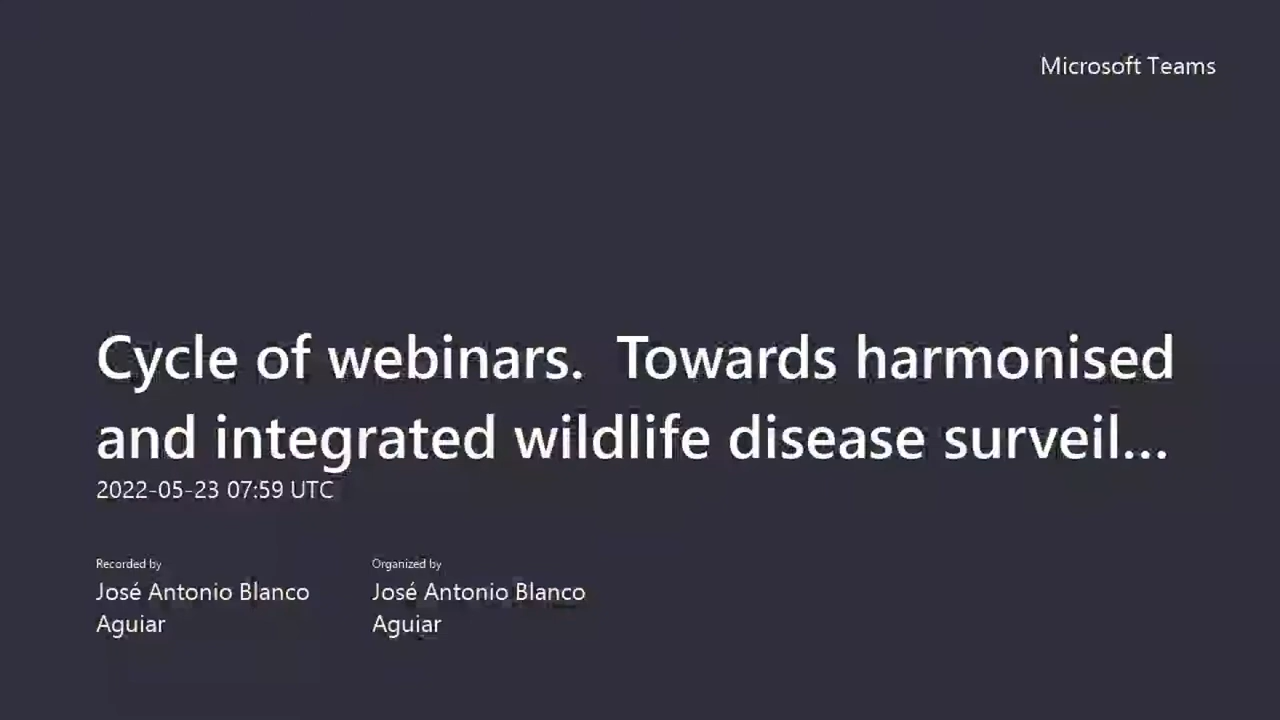 Microsoft Teams
Cycle of webinars.  Towards harmonised
and integrated wildlife disease surveil...
2022-05-23 07:59 UTC
Recorded by
José Antonio Blanco
Aguiar
Organized by
José Antonio Blanco
Aguiar